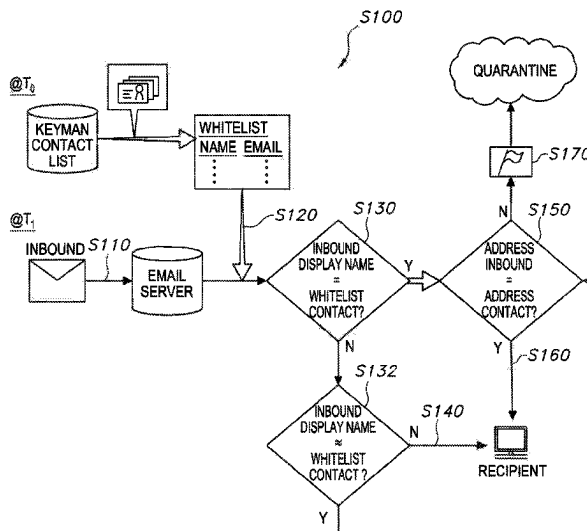 S100
@T₀
QUARANTINE
KEYMAN
CONTACT
LIST
WHITELIST
NAME EMAIL
S170
@T₁
S120
S130
N
S150
INBOUND
S110
EMAIL
SERVER
INBOUND
DISPLAY NAME
=
WHITELIST
CONTACT?
Y
ADDRESS
INBOUND
=
ADDRESS
CONTACT?
N
Y
S160
S132
INBOUND
DISPLAY NAME
≈
WHITELIST
CONTACT?
N
S140
RECIPIENT
Y